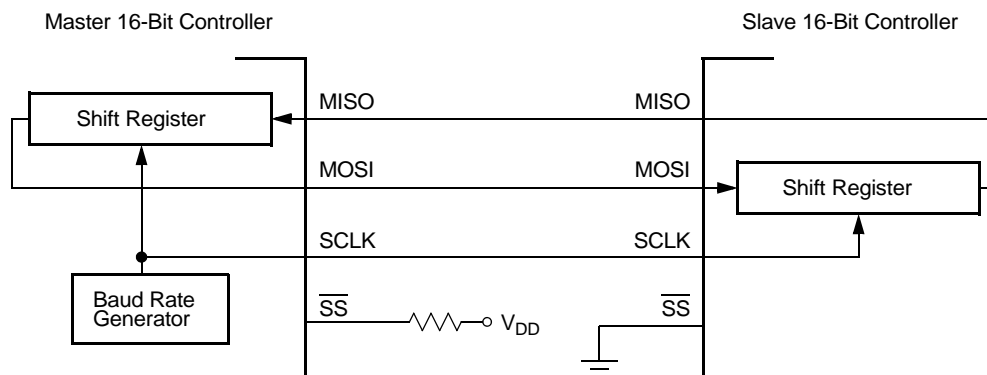 Master 16-Bit Controller
Slave 16-Bit Controller
MISO
MISO
Shift Register
MOSI
MOSI
Shift Register
SCLK
SCLK
Baud Rate
Generator
SS
VDD
SS